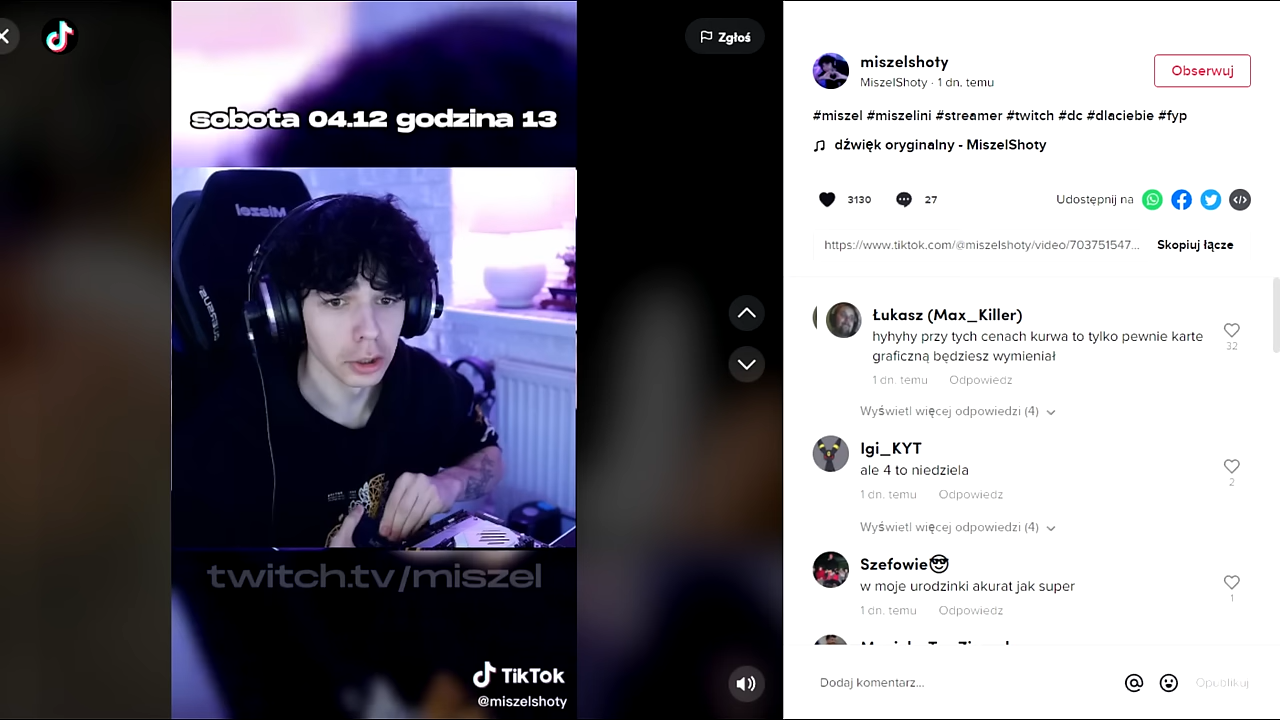 Zgłoś
sobota 04.12 godzina 13
Miszel
twitch.tv/miszel
TikTok
@miszelshoty
miszelshoty
MiszelShoty · 1 dn. temu
Obserwuj
#miszel #miszelini #streamer #twitch #dc #dlaciebie #fyp
dźwięk oryginalny - MiszelShoty
3130
27
Udostępnij na
https://www.tiktok.com/@miszelshoty/video/703751547...
Skopiuj łącze
Łukasz (Max_Killer)
hyhyhy przy tych cenach kurwa to tylko pewnie karte
graficzną będziesz wymieniał
32
1 dn. temu Odpowiedz
Wyświetl więcej odpowiedzi (4)
Igi_KYT
ale 4 to niedziela
2
1 dn. temu Odpowiedz
Wyświetl więcej odpowiedzi (4)
Szefowie😎
w moje urodzinki akurat jak super
1
1 dn. temu Odpowiedz
Dodaj komentarz...
Opublikuj